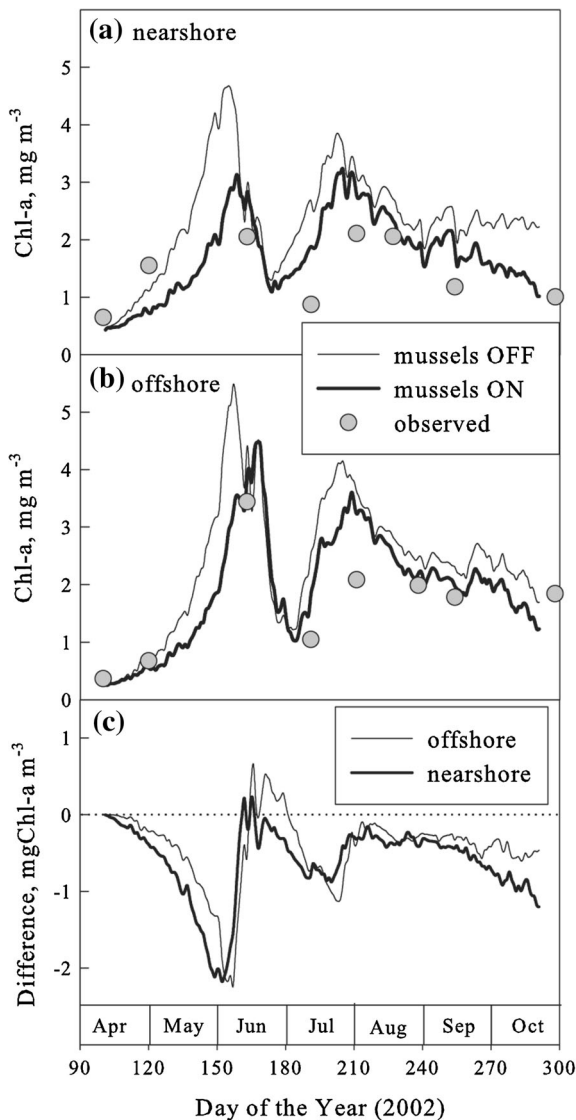 (a) nearshore
5
4
3
2
1
0
Chl-a, mg m-3
mussels OFF
mussels ON
observed
(b) offshore
5
4
3
2
1
0
Chl-a, mg m-3
(c)
offshore
nearshore
1
0
-1
-2
Difference, mgChl-a m-3
Apr May Jun Jul Aug Sep Oct
90 120 150 180 210 240 270 300
Day of the Year (2002)